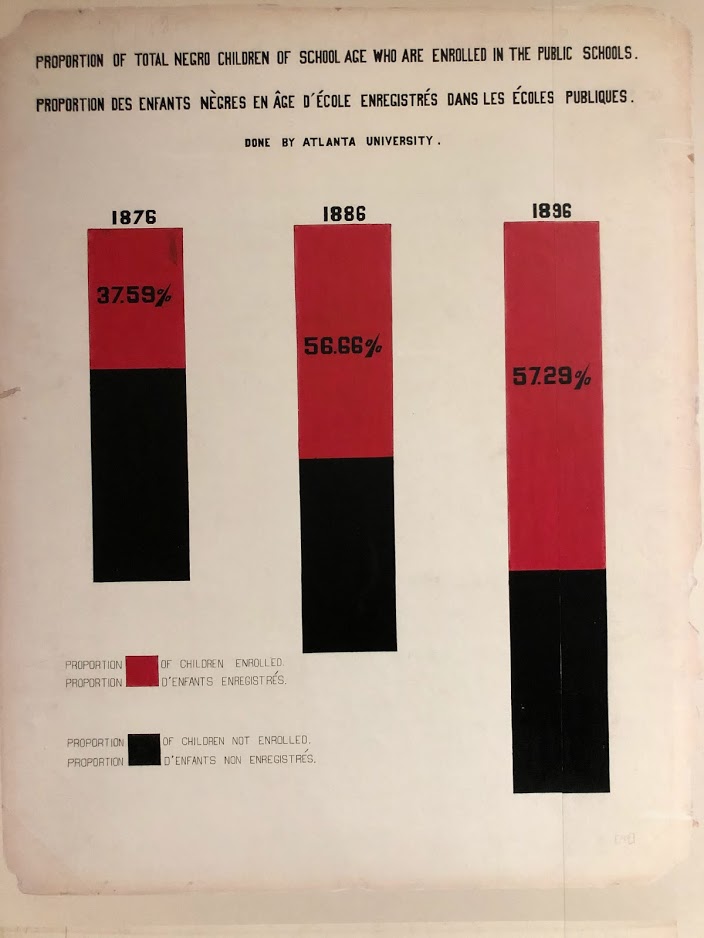 PROPORTION OF TOTAL NEGRO CHILDREN OF SCHOOL AGE WHO ARE ENROLLED IN THE PUBLIC SCHOOLS.
PROPORTION DES ENFANTS NÈGRES EN ÂGE D'ÉCOLE ENREGISTRÉS DANS LES ÉCOLES PUBLIQUES.
DONE BY ATLANTA UNIVERSITY.
1876 1886 1896
37.59% 56.66% 57.29%
PROPORTION OF CHILDREN ENROLLED.
PROPORTION D'ENFANTS ENREGISTRÉS.
PROPORTION OF CHILDREN NOT ENROLLED.
PROPORTION D'ENFANTS NON ENREGISTRÉS.